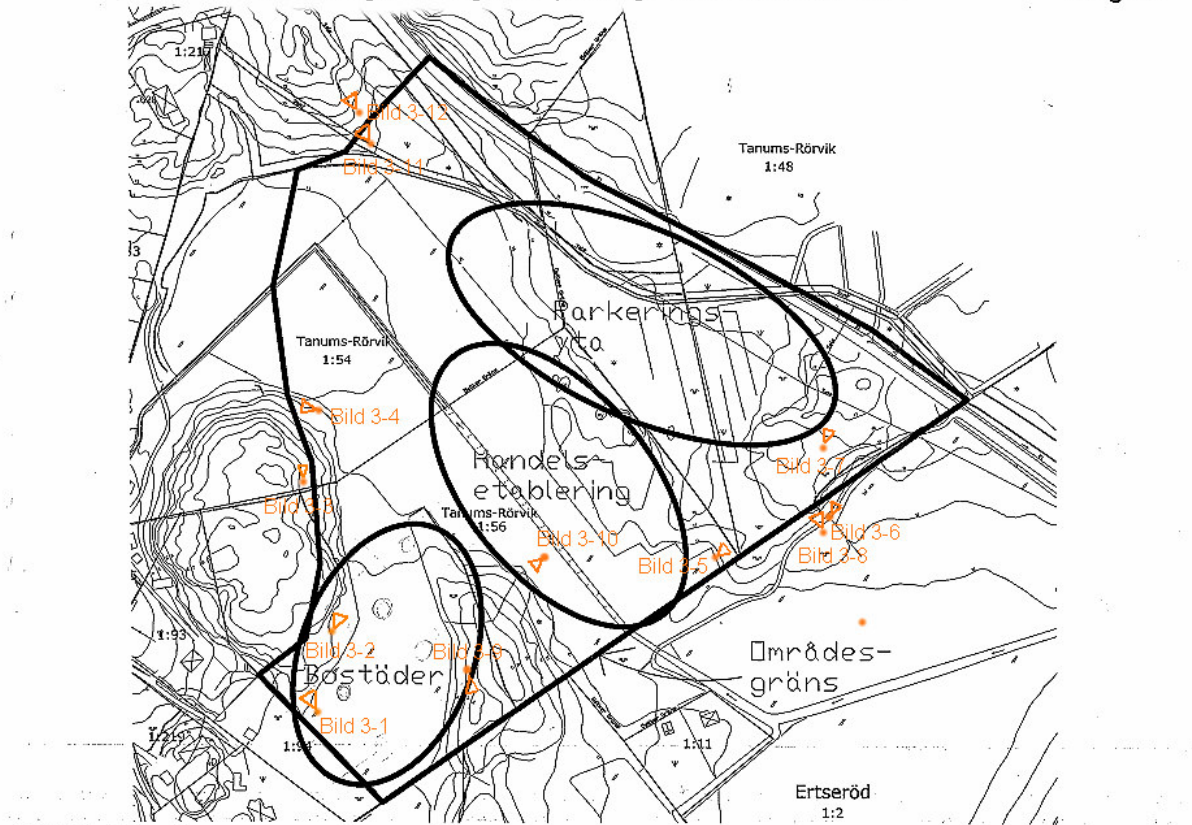 1:217
Bild 3-12
Bild 3-11
Tanums-Rörvik
1:48
Parkerings-
yta
Tanums-Rörvik
1:54
Bild 3-4
Handels-
etablering
Bild 3-7
Bild 3-3
Tanums-Rörvik
1:56
Bild 3-10
Bild 3-6
Bild 3-5
Bild 3-8
1:93
Bild 3-2
Bild 3-9
Områdes-
gräns
Bostäder
Bild 3-1
1:219
1:94
1:11
Ertseröd
1:2